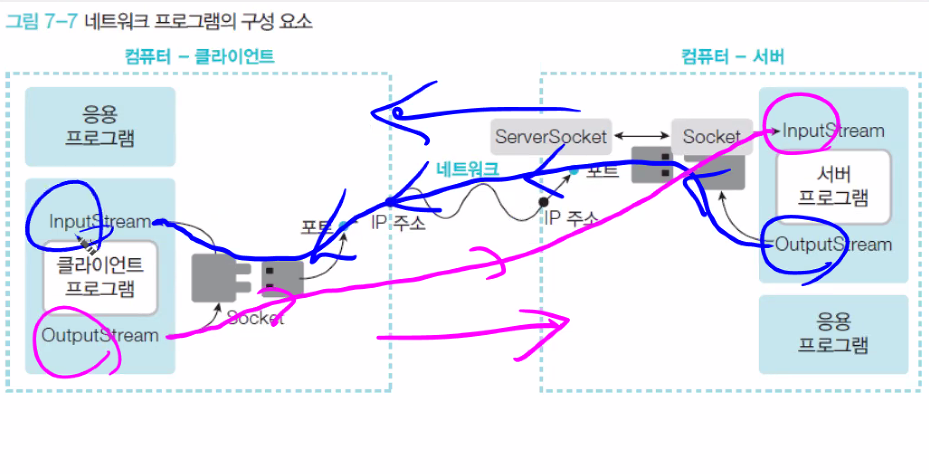 그림 7-7 네트워크 프로그램의 구성 요소
컴퓨터 – 클라이언트
응용
프로그램
InputStream
클라이언트
프로그램
OutputStream
Socket
포트
IP 주소
네트워크
컴퓨터 – 서버
ServerSocket
Socket
포트
IP 주소
InputStream
서버
프로그램
OutputStream
응용
프로그램